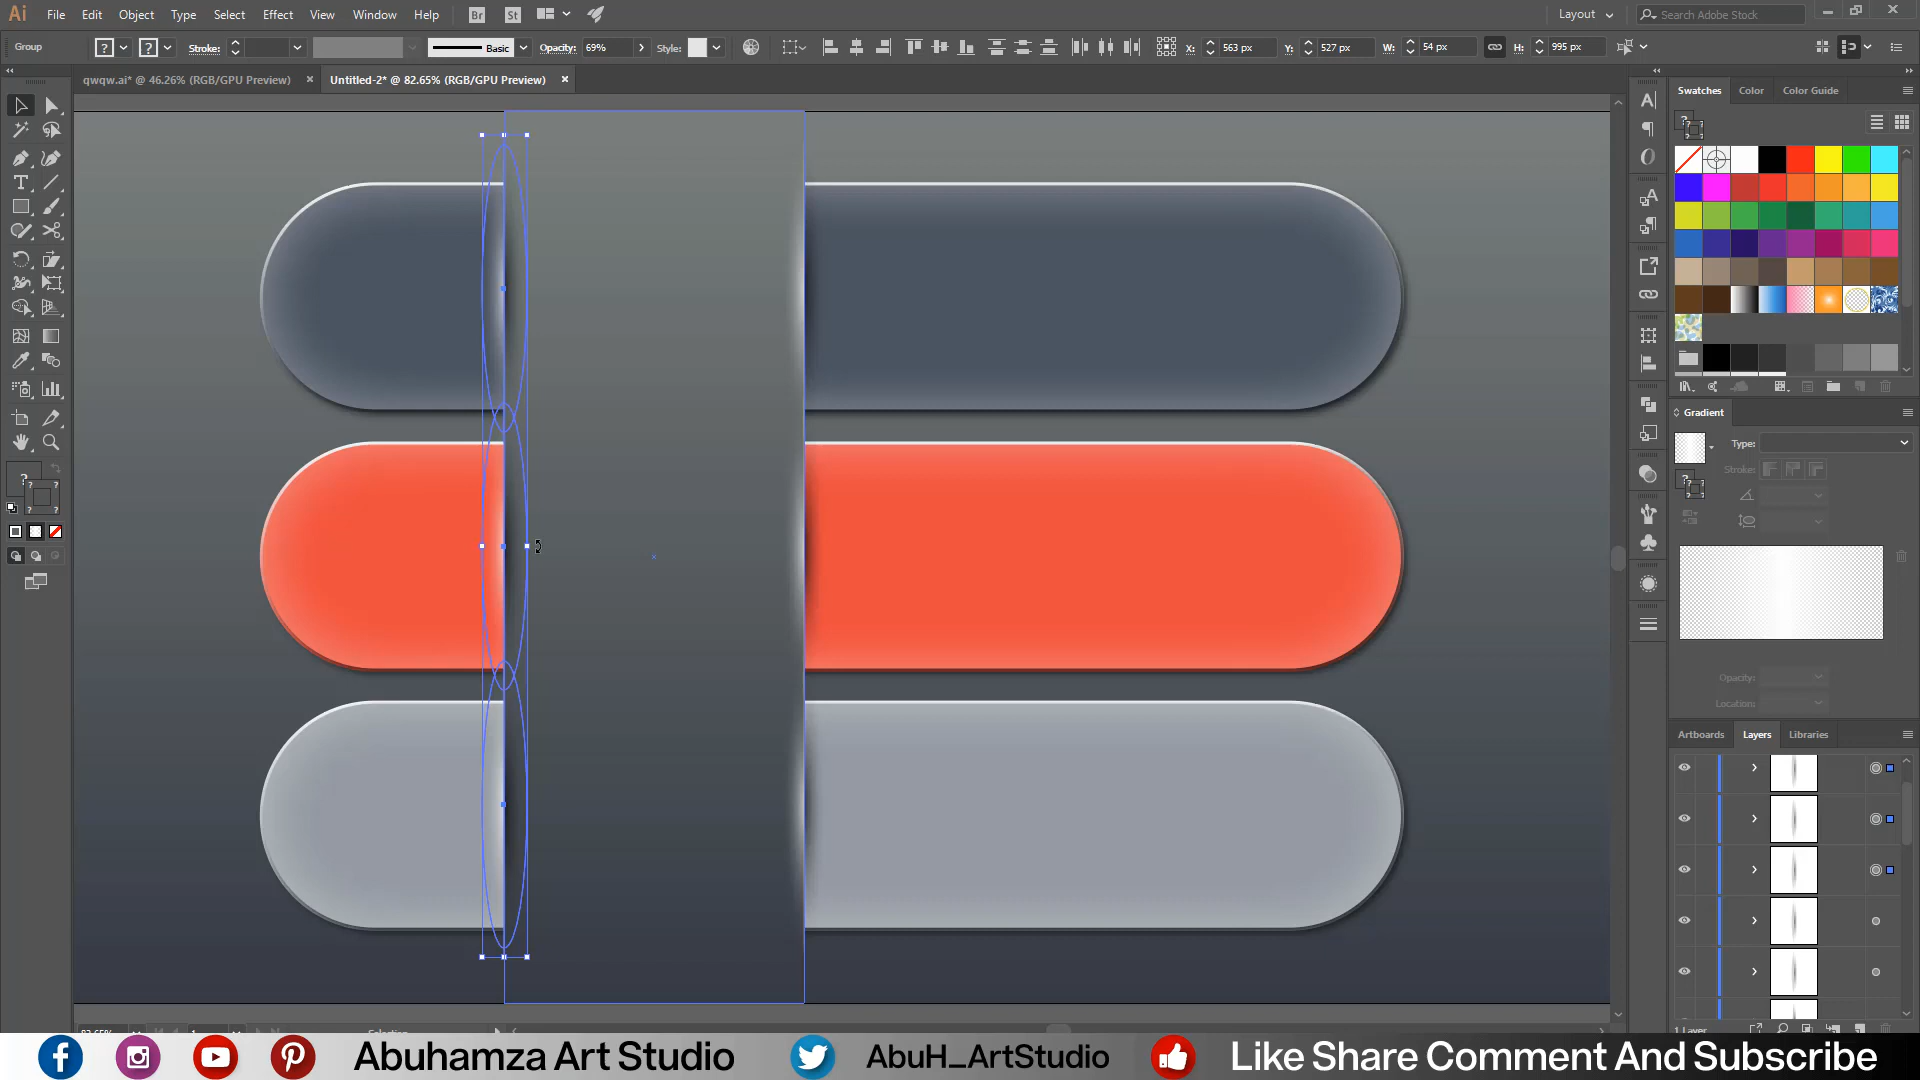 Ai File Edit Object Type Select Effect View Window Help Br St Layout Search Adobe Stock
Group ? ? Stroke: Basic Opacity: 69% Style: X: 563 px Y: 527 px W: 54 px H: 995 px
qwqw.ai* @ 46.26% (RGB/GPU Preview) × Untitled-2* @ 82.65% (RGB/GPU Preview) ×
Swatches Color Color Guide
Gradient
Type:
Stroke:
Opacity:
Location:
Artboards Layers Libraries
Abuhamza Art Studio AbuH_ArtStudio Like Share Comment And Subscribe